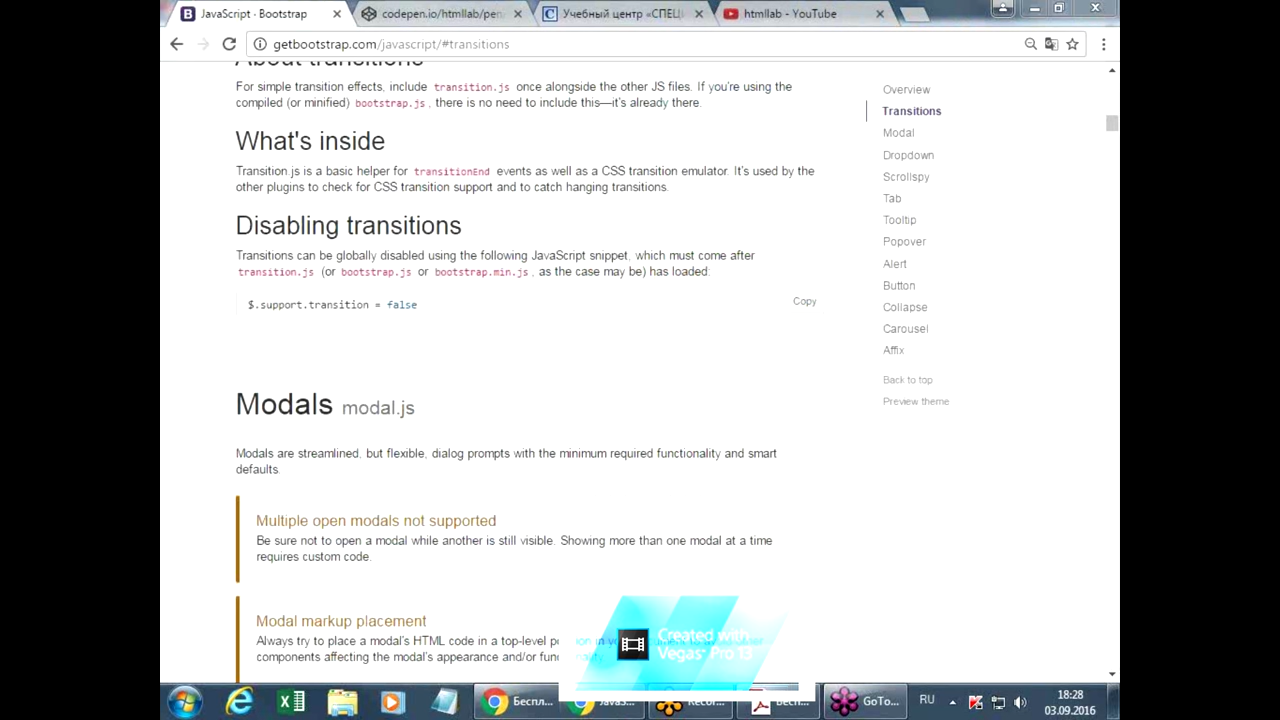 JavaScript · Bootstrap
codepen.io/htmllab/pen
Учебный центр «СПЕЦ
htmllab - YouTube
getbootstrap.com/javascript/#transitions
About transitions
For simple transition effects, include transition.js once alongside the other JS files. If you're using the
compiled (or minified) bootstrap.js, there is no need to include this—it's already there.
What's inside
Transition.js is a basic helper for transitionEnd events as well as a CSS transition emulator. It's used by the
other plugins to check for CSS transition support and to catch hanging transitions.
Disabling transitions
Transitions can be globally disabled using the following JavaScript snippet, which must come after
transition.js (or bootstrap.js or bootstrap.min.js, as the case may be) has loaded:
$.support.transition = false
Copy
Modals modal.js
Modals are streamlined, but flexible, dialog prompts with the minimum required functionality and smart
defaults.
Multiple open modals not supported
Be sure not to open a modal while another is still visible. Showing more than one modal at a time
requires custom code.
Modal markup placement
Always try to place a modal's HTML code in a top-level
components affecting the modal's appearance and/or
Overview
Transitions
Modal
Dropdown
Scrollspy
Tab
Tooltip
Popover
Alert
Button
Collapse
Carousel
Affix
Back to top
Preview theme
Created with
Vegas Pro 13
Беспл...
JavaS...
Recor...
Бесп...
GoTo...
RU
18:28
03.09.2016